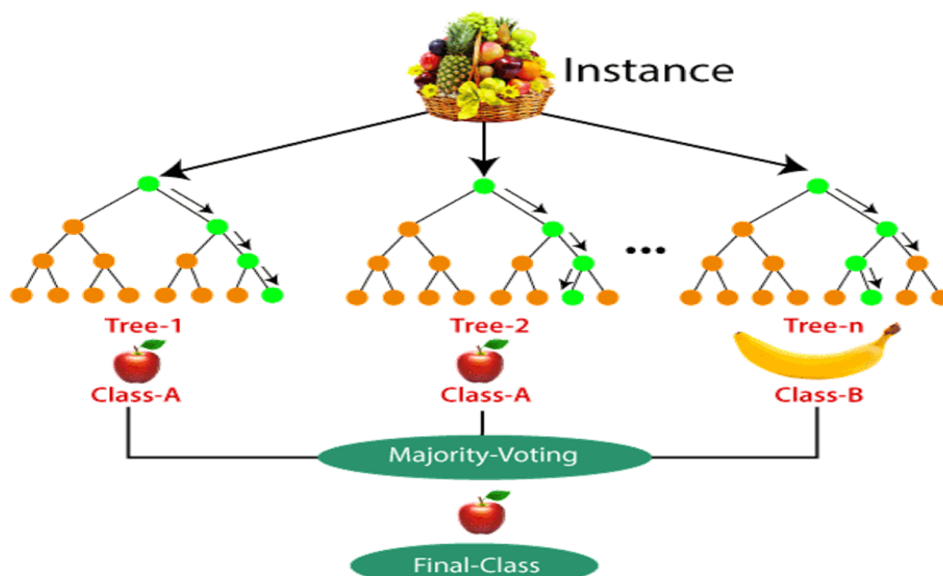 Instance
...
Tree-1
Tree-2
Tree-n
Class-A
Class-A
Class-B
Majority-Voting
Final-Class